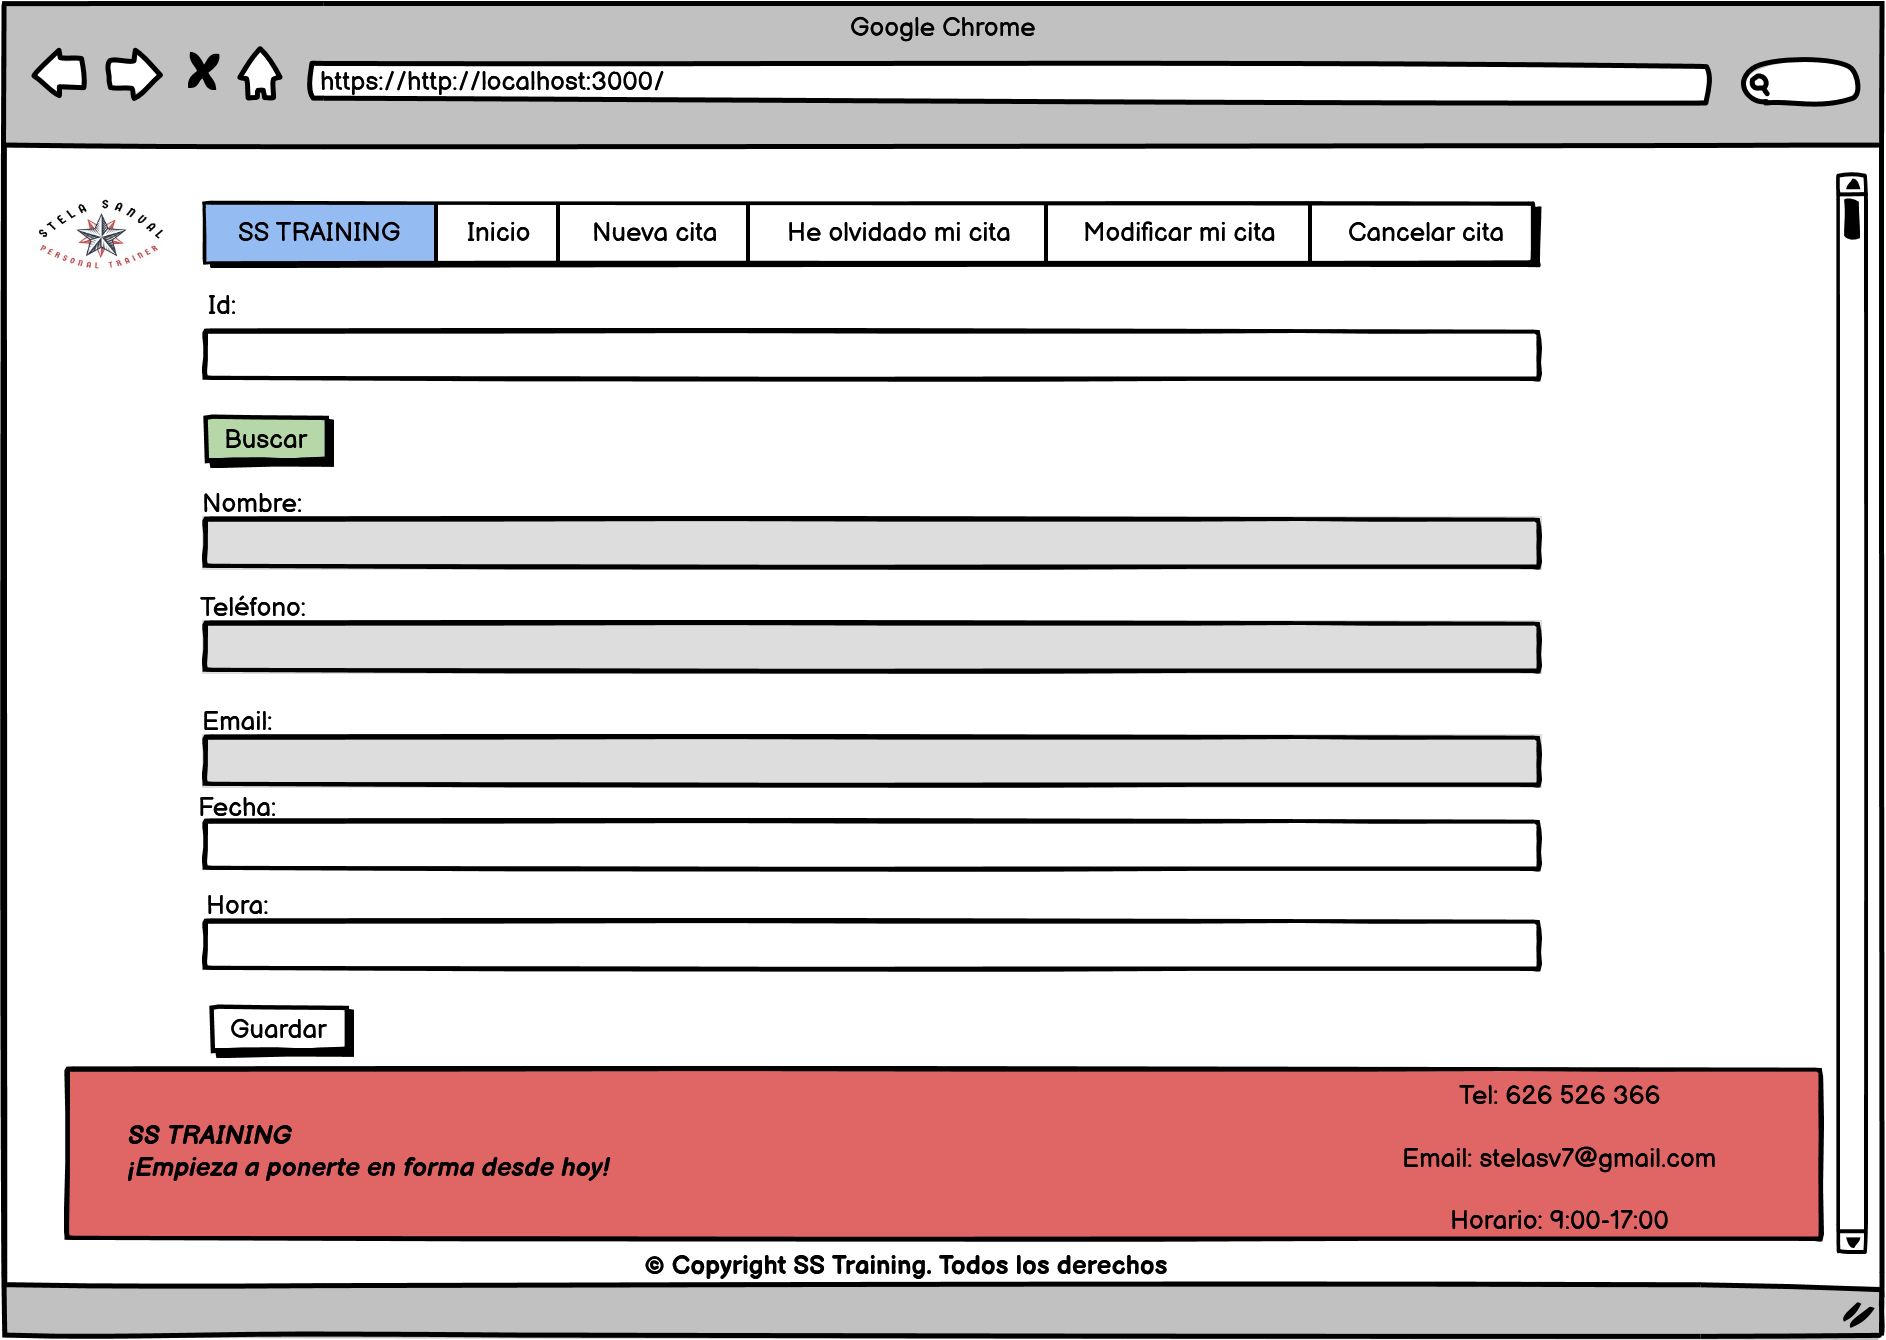 Google Chrome
https://http://localhost:3000/
STELA SANVAL
PERSONAL TRAINER
SS TRAINING Inicio Nueva cita He olvidado mi cita Modificar mi cita Cancelar cita
Id:
Buscar
Nombre:
Teléfono:
Email:
Fecha:
Hora:
Guardar
SS TRAINING
¡Empieza a ponerte en forma desde hoy!
Tel: 626 526 366
Email: stelasv7@gmail.com
Horario: 9:00-17:00
© Copyright SS Training. Todos los derechos